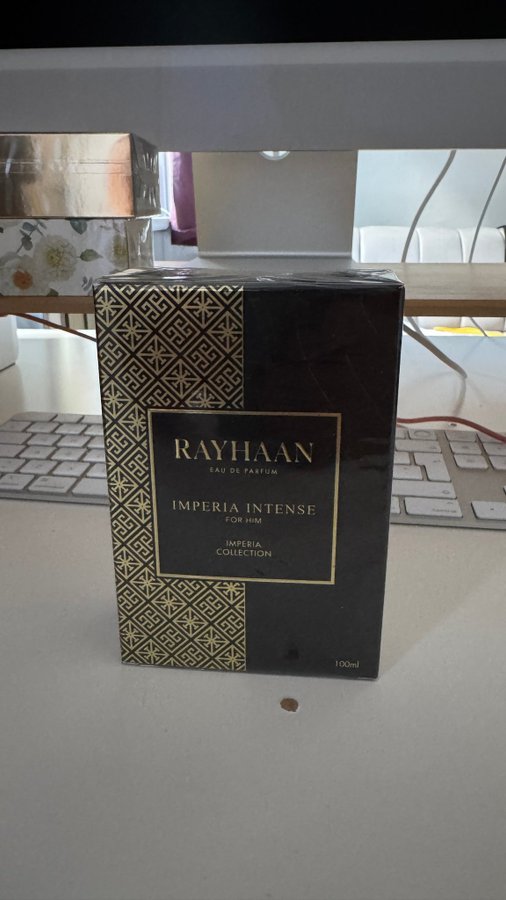 RAYHAAN
EAU DE PARFUM
IMPERIA INTENSE
FOR HIM
IMPERIA
COLLECTION
100ml